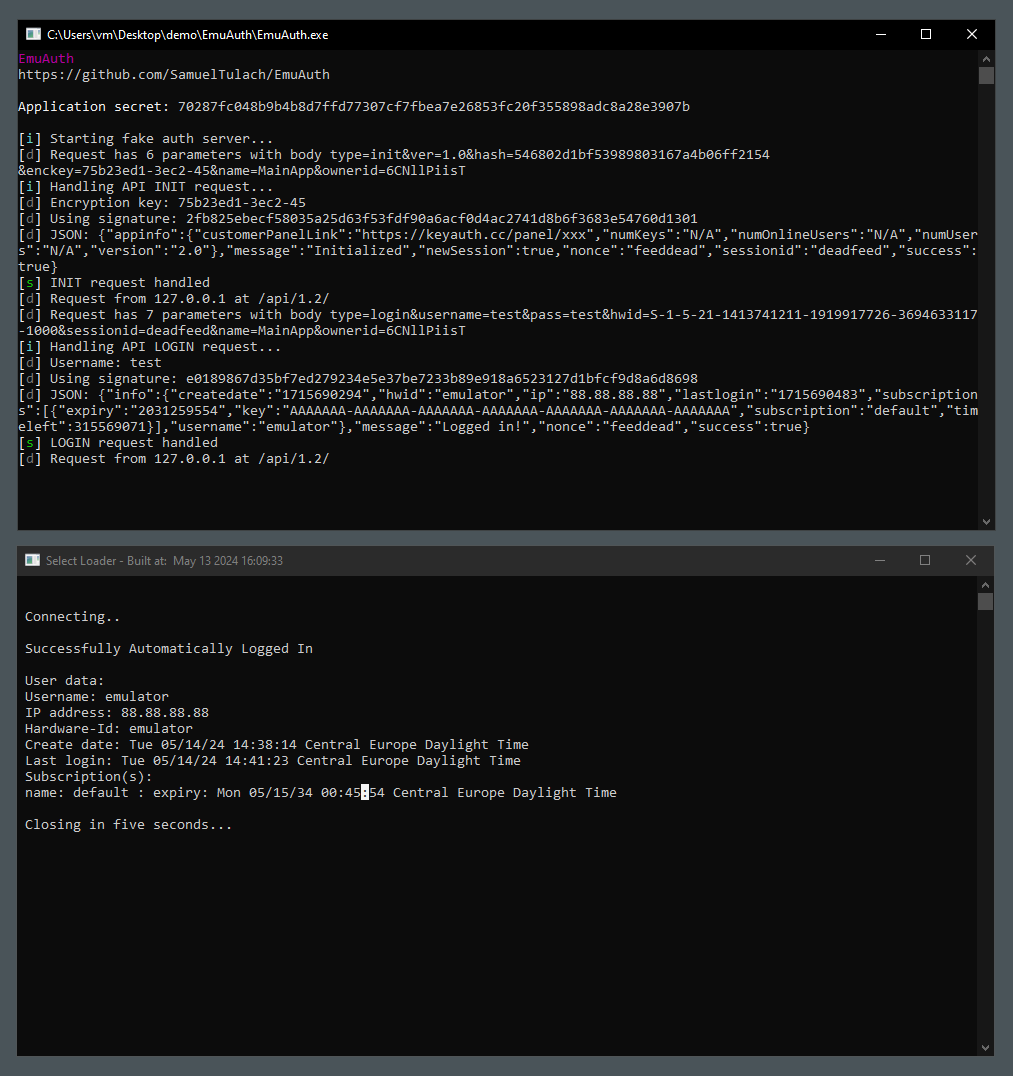 C:\Users\vm\Desktop\demo\EmuAuth\EmuAuth.exe
EmuAuth
https://github.com/SamuelTulach/EmuAuth
Application secret: 70287fc048b9b4b8d7ffd77307cf7fbea7e26853fc20f355898adc8a28e3907b
[i] Starting fake auth server...
[d] Request has 6 parameters with body type=init&ver=1.0&hash=546802d1bf53989803167a4b06ff2154
&enckey=75b23ed1-3ec2-45&name=MainApp&ownerid=6CNllPiisT
[i] Handling API INIT request...
[d] Encryption key: 75b23ed1-3ec2-45
[d] Using signature: 2fb825ebecf58035a25d63f53fdf90a6acf0d4ac2741d8b6f3683e54760d1301
[d] JSON: {"appinfo":{"customerPanelLink":"https://keyauth.cc/panel/xxx","numKeys":"N/A","numOnlineUsers":"N/A","numUser
s":"N/A","version":"2.0"},"message":"Initialized","newSession":true,"nonce":"feeddead","sessionid":"deadfeed","success":
true}
[s] INIT request handled
[d] Request from 127.0.0.1 at /api/1.2/
[d] Request has 7 parameters with body type=login&username=test&pass=test&hwid=S-1-5-21-1413741211-1919917726-3694633117
-1000&sessionid=deadfeed&name=MainApp&ownerid=6CNllPiisT
[i] Handling API LOGIN request...
[d] Username: test
[d] Using signature: e0189867d35bf7ed279234e5e37be7233b89e918a6523127d1bfcf9d8a6d8698
[d] JSON: {"info":{"createdate":"1715690294","hwid":"emulator","ip":"88.88.88.88","lastlogin":"1715690483","subscription
s":[{"expiry":"2031259554","key":"AAAAAAA-AAAAAAA-AAAAAAA-AAAAAAA-AAAAAAA-AAAAAAA-AAAAAAA","subscription":"default","tim
eleft":315569071}],"username":"emulator"},"message":"Logged in!","nonce":"feeddead","success":true}
[s] LOGIN request handled
[d] Request from 127.0.0.1 at /api/1.2/
Select Loader - Built at:  May 13 2024 16:09:33
Connecting..
Successfully Automatically Logged In
User data:
Username: emulator
IP address: 88.88.88.88
Hardware-Id: emulator
Create date: Tue 05/14/24 14:38:14 Central Europe Daylight Time
Last login: Tue 05/14/24 14:41:23 Central Europe Daylight Time
Subscription(s):
name: default : expiry: Mon 05/15/34 00:45:54 Central Europe Daylight Time
Closing in five seconds...